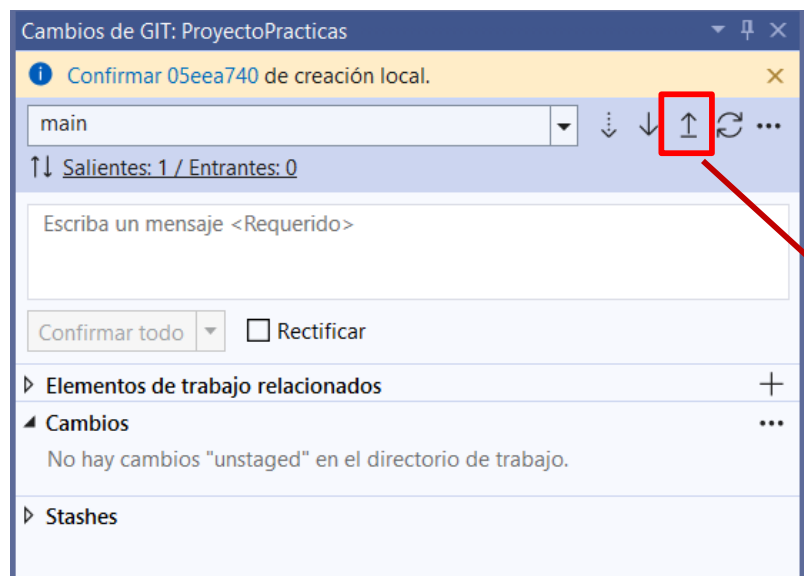 Cambios de GIT: ProyectoPracticas
Confirmar 05eea740 de creación local.
main
Salientes: 1 / Entrantes: 0
Escriba un mensaje <Requerido>
Confirmar todo
Rectificar
Elementos de trabajo relacionados
Cambios
No hay cambios "unstaged" en el directorio de trabajo.
Stashes